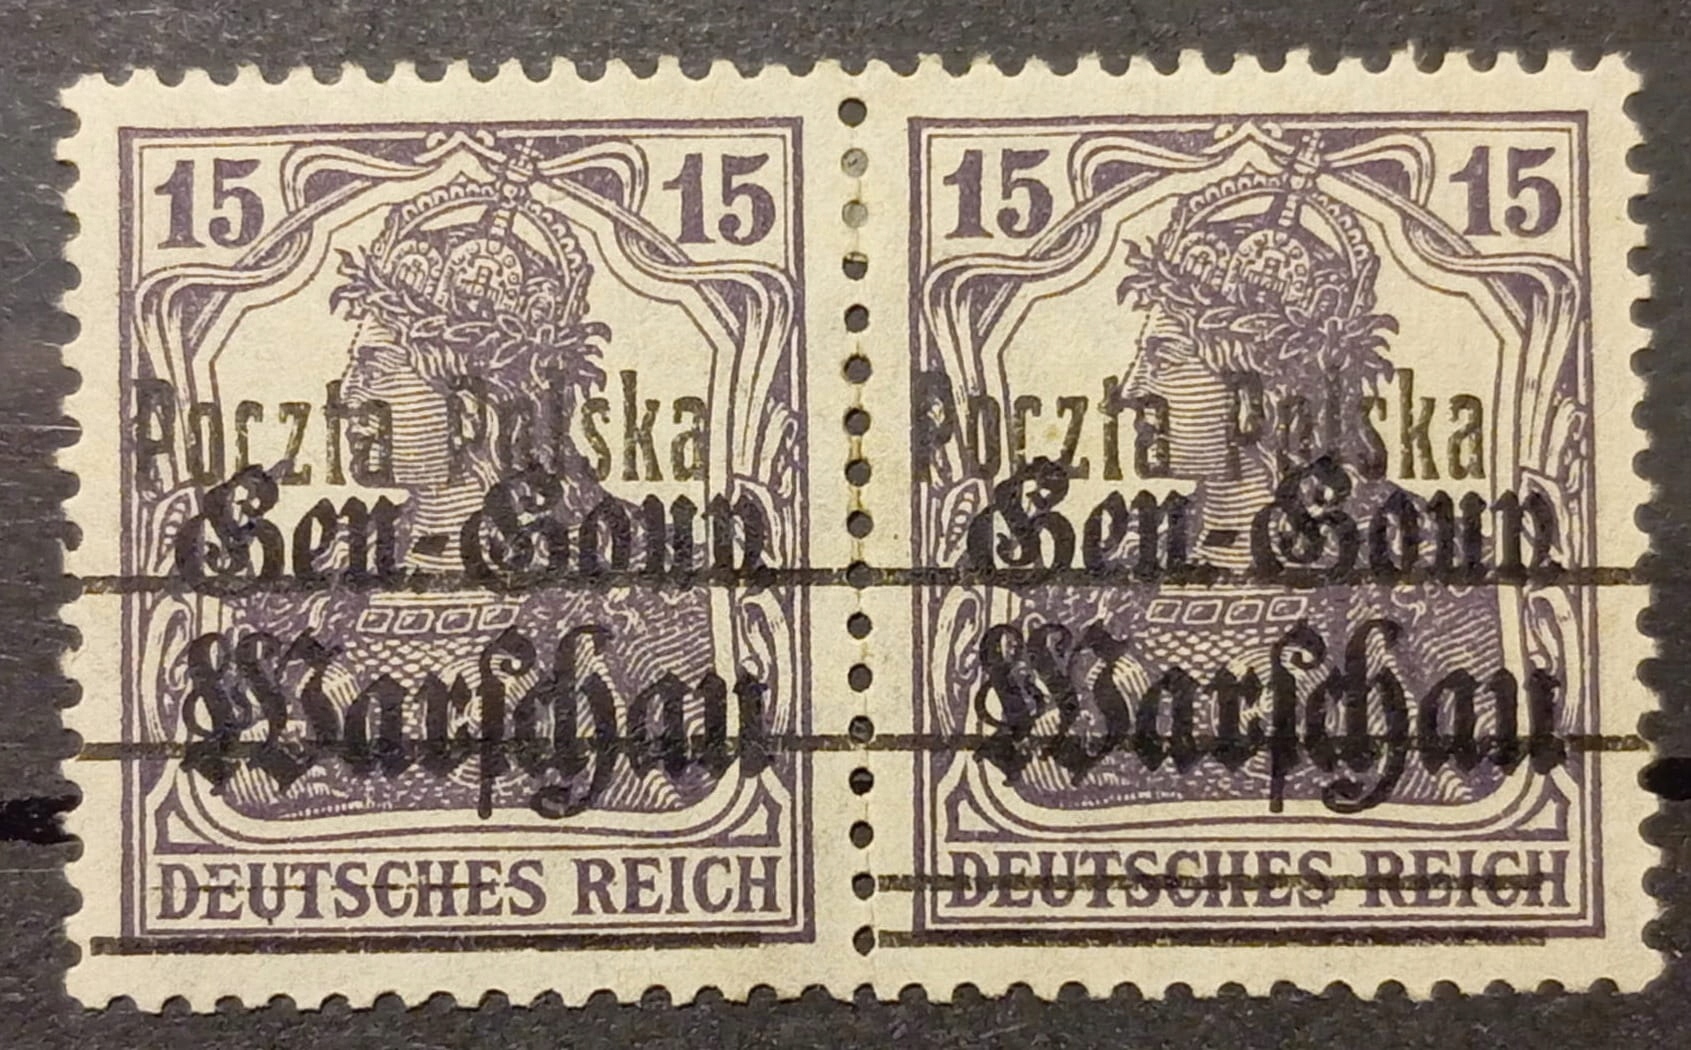 15 15
Poczta Polska
Gen.-Gouv.
Warschau
DEUTSCHES REICH
15 15
Poczta Polska
Gen.-Gouv.
Warschau
DEUTSCHES REICH